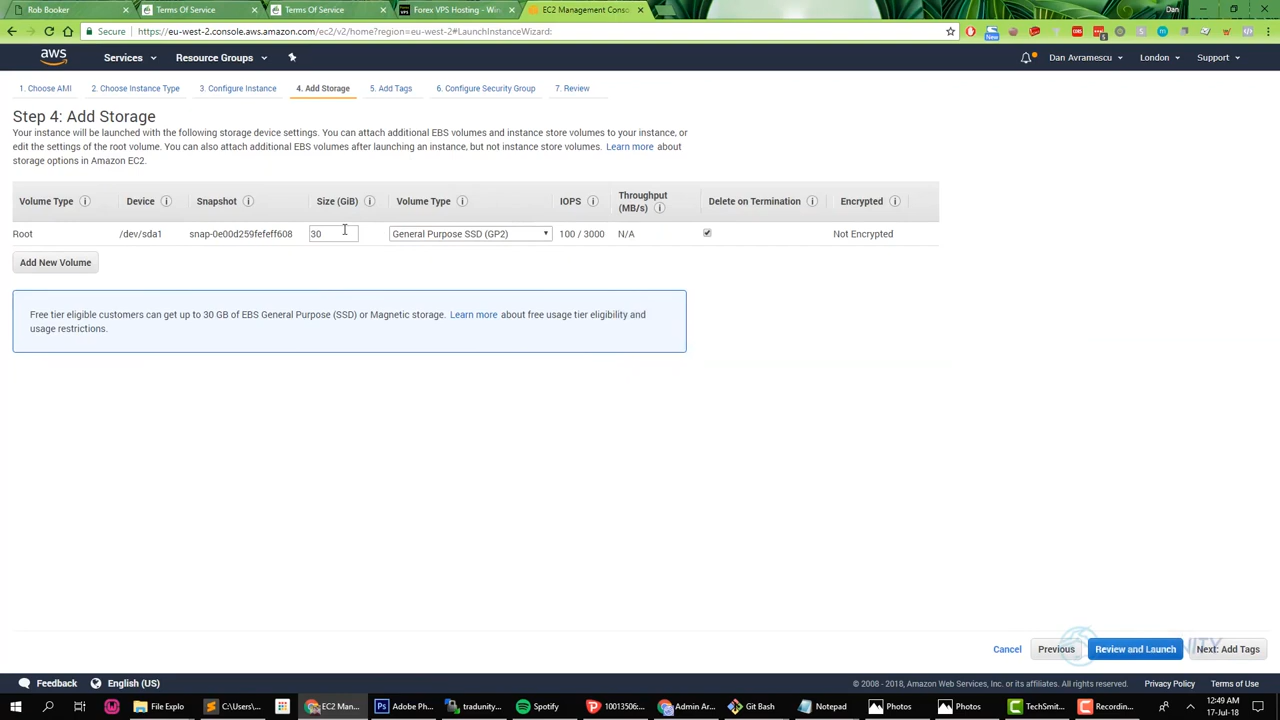 Rob Booker
Terms Of Service
Terms Of Service
Forex VPS Hosting - Win
EC2 Management Conso
Dan
Secure
https://eu-west-2.console.aws.amazon.com/ec2/v2/home?region=eu-west-2#LaunchInstanceWizard:
aws
Services
Resource Groups
Dan Avramescu
London
Support
1. Choose AMI
2. Choose Instance Type
3. Configure Instance
4. Add Storage
5. Add Tags
6. Configure Security Group
7. Review
Step 4: Add Storage
Your instance will be launched with the following storage device settings. You can attach additional EBS volumes and instance store volumes to your instance, or
edit the settings of the root volume. You can also attach additional EBS volumes after launching an instance, but not instance store volumes. Learn more about
storage options in Amazon EC2.
Volume Type
Device
Snapshot
Size (GiB)
Volume Type
IOPS
Throughput
(MB/s)
Delete on Termination
Encrypted
Root
/dev/sda1
snap-0e00d259fefeff608
30
General Purpose SSD (GP2)
100 / 3000
N/A
Not Encrypted
Add New Volume
Free tier eligible customers can get up to 30 GB of EBS General Purpose (SSD) or Magnetic storage. Learn more about free usage tier eligibility and
usage restrictions.
Cancel
Previous
Review and Launch
Next: Add Tags
Feedback
English (US)
© 2008 - 2018, Amazon Web Services, Inc. or its affiliates. All rights reserved.
Privacy Policy
Terms of Use
File Explo
C:\Users\...
EC2 Man...
Adobe Ph...
tradunity...
Spotify
10013506...
Admin Ar...
Git Bash
Notepad
Photos
Photos
TechSmit...
Recording...
12:49 AM
17-Jul-18